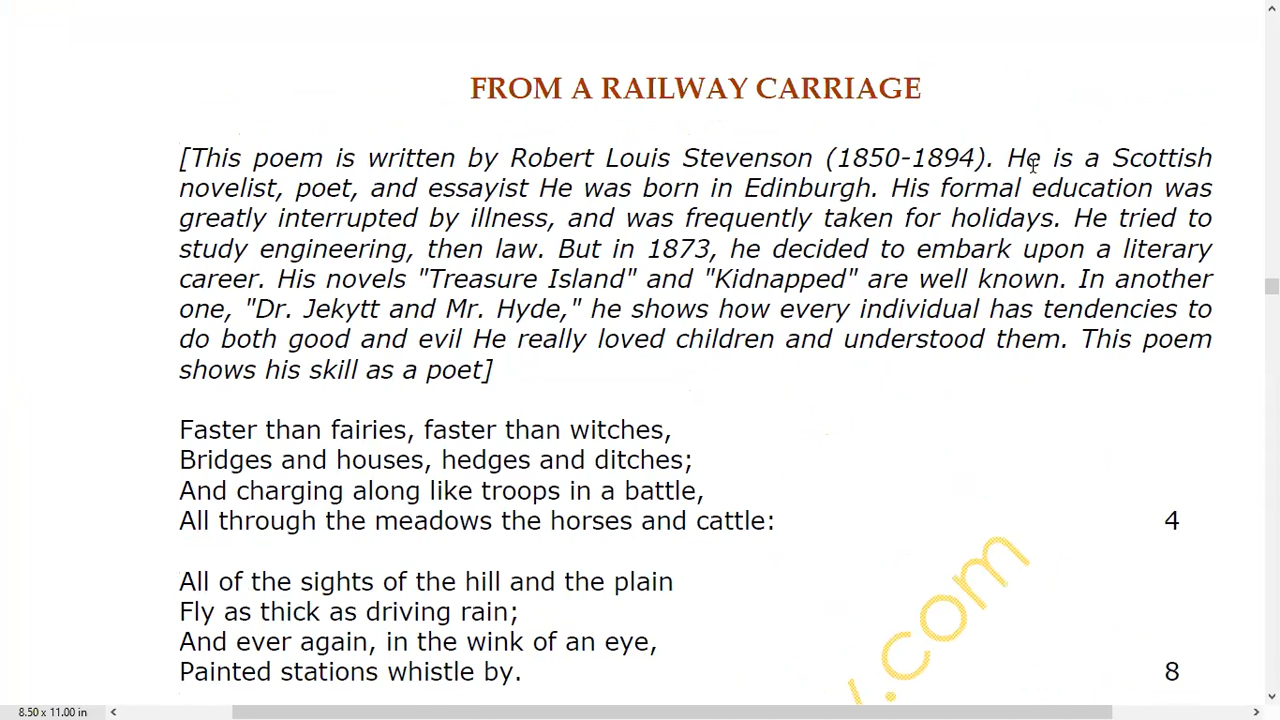 FROM A RAILWAY CARRIAGE
[This poem is written by Robert Louis Stevenson (1850-1894). He is a Scottish
novelist, poet, and essayist He was born in Edinburgh. His formal education was
greatly interrupted by illness, and was frequently taken for holidays. He tried to
study engineering, then law. But in 1873, he decided to embark upon a literary
career. His novels "Treasure Island" and "Kidnapped" are well known. In another
one, "Dr. Jekytt and Mr. Hyde," he shows how every individual has tendencies to
do both good and evil He really loved children and understood them. This poem
shows his skill as a poet]
Faster than fairies, faster than witches,
Bridges and houses, hedges and ditches;
And charging along like troops in a battle,
All through the meadows the horses and cattle: 4
All of the sights of the hill and the plain
Fly as thick as driving rain;
And ever again, in the wink of an eye,
Painted stations whistle by. 8
.com
8.50 x 11.00 in